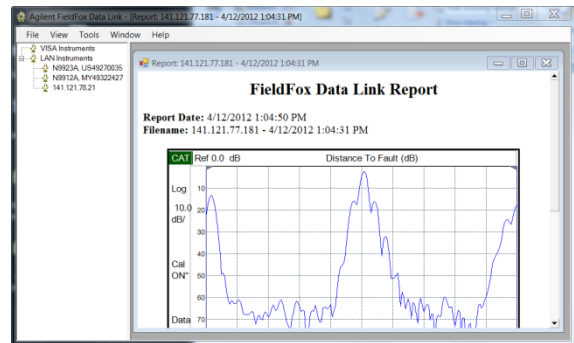 Agilent FieldFox Data Link - [Report: 141.121.77.181 - 4/12/2012 1:04:31 PM]
File View Tools Window Help
VISA Instruments
LAN Instruments
N9923A, US49270035
N9912A, MY49322427
141.121.78.21
Report: 141.121.77.181 - 4/12/2012 1:04:31 PM
FieldFox Data Link Report
Report Date: 4/12/2012 1:04:50 PM
Filename: 141.121.77.181 - 4/12/2012 1:04:31 PM
CAT Ref 0.0 dB Distance To Fault (dB)
Log 10
10.0 20
dB/
30
40
Cal
ON" 50
60
Data 70